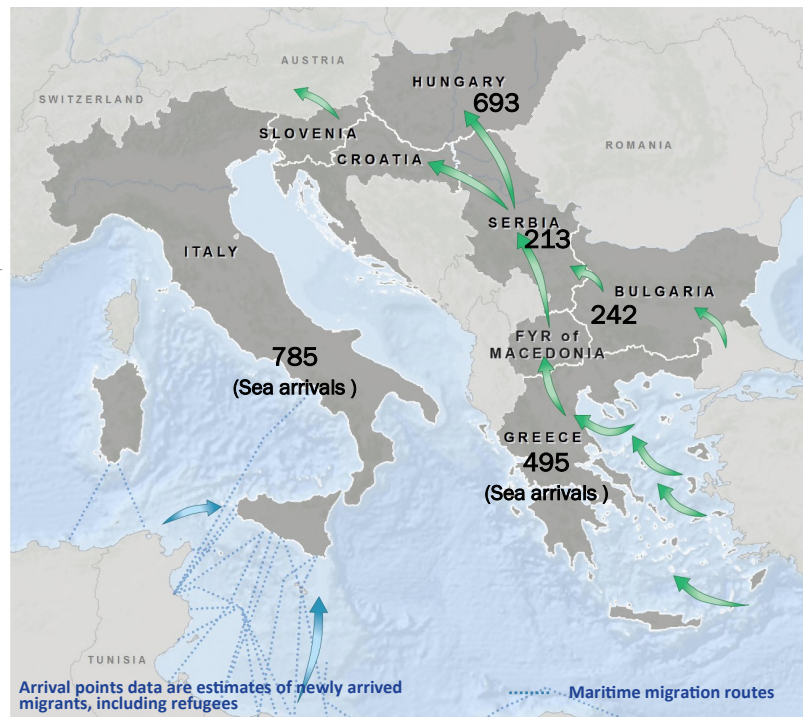 AUSTRIA
HUNGARY
693
SWITZERLAND
SLOVENIA
CROATIA
ROMANIA
SERBIA
213
ITALY
BULGARIA
242
FYR of
MACEDONIA
785
(Sea arrivals )
GREECE
495
(Sea arrivals )
TUNISIA
Arrival points data are estimates of newly arrived
migrants, including refugees
Maritime migration routes